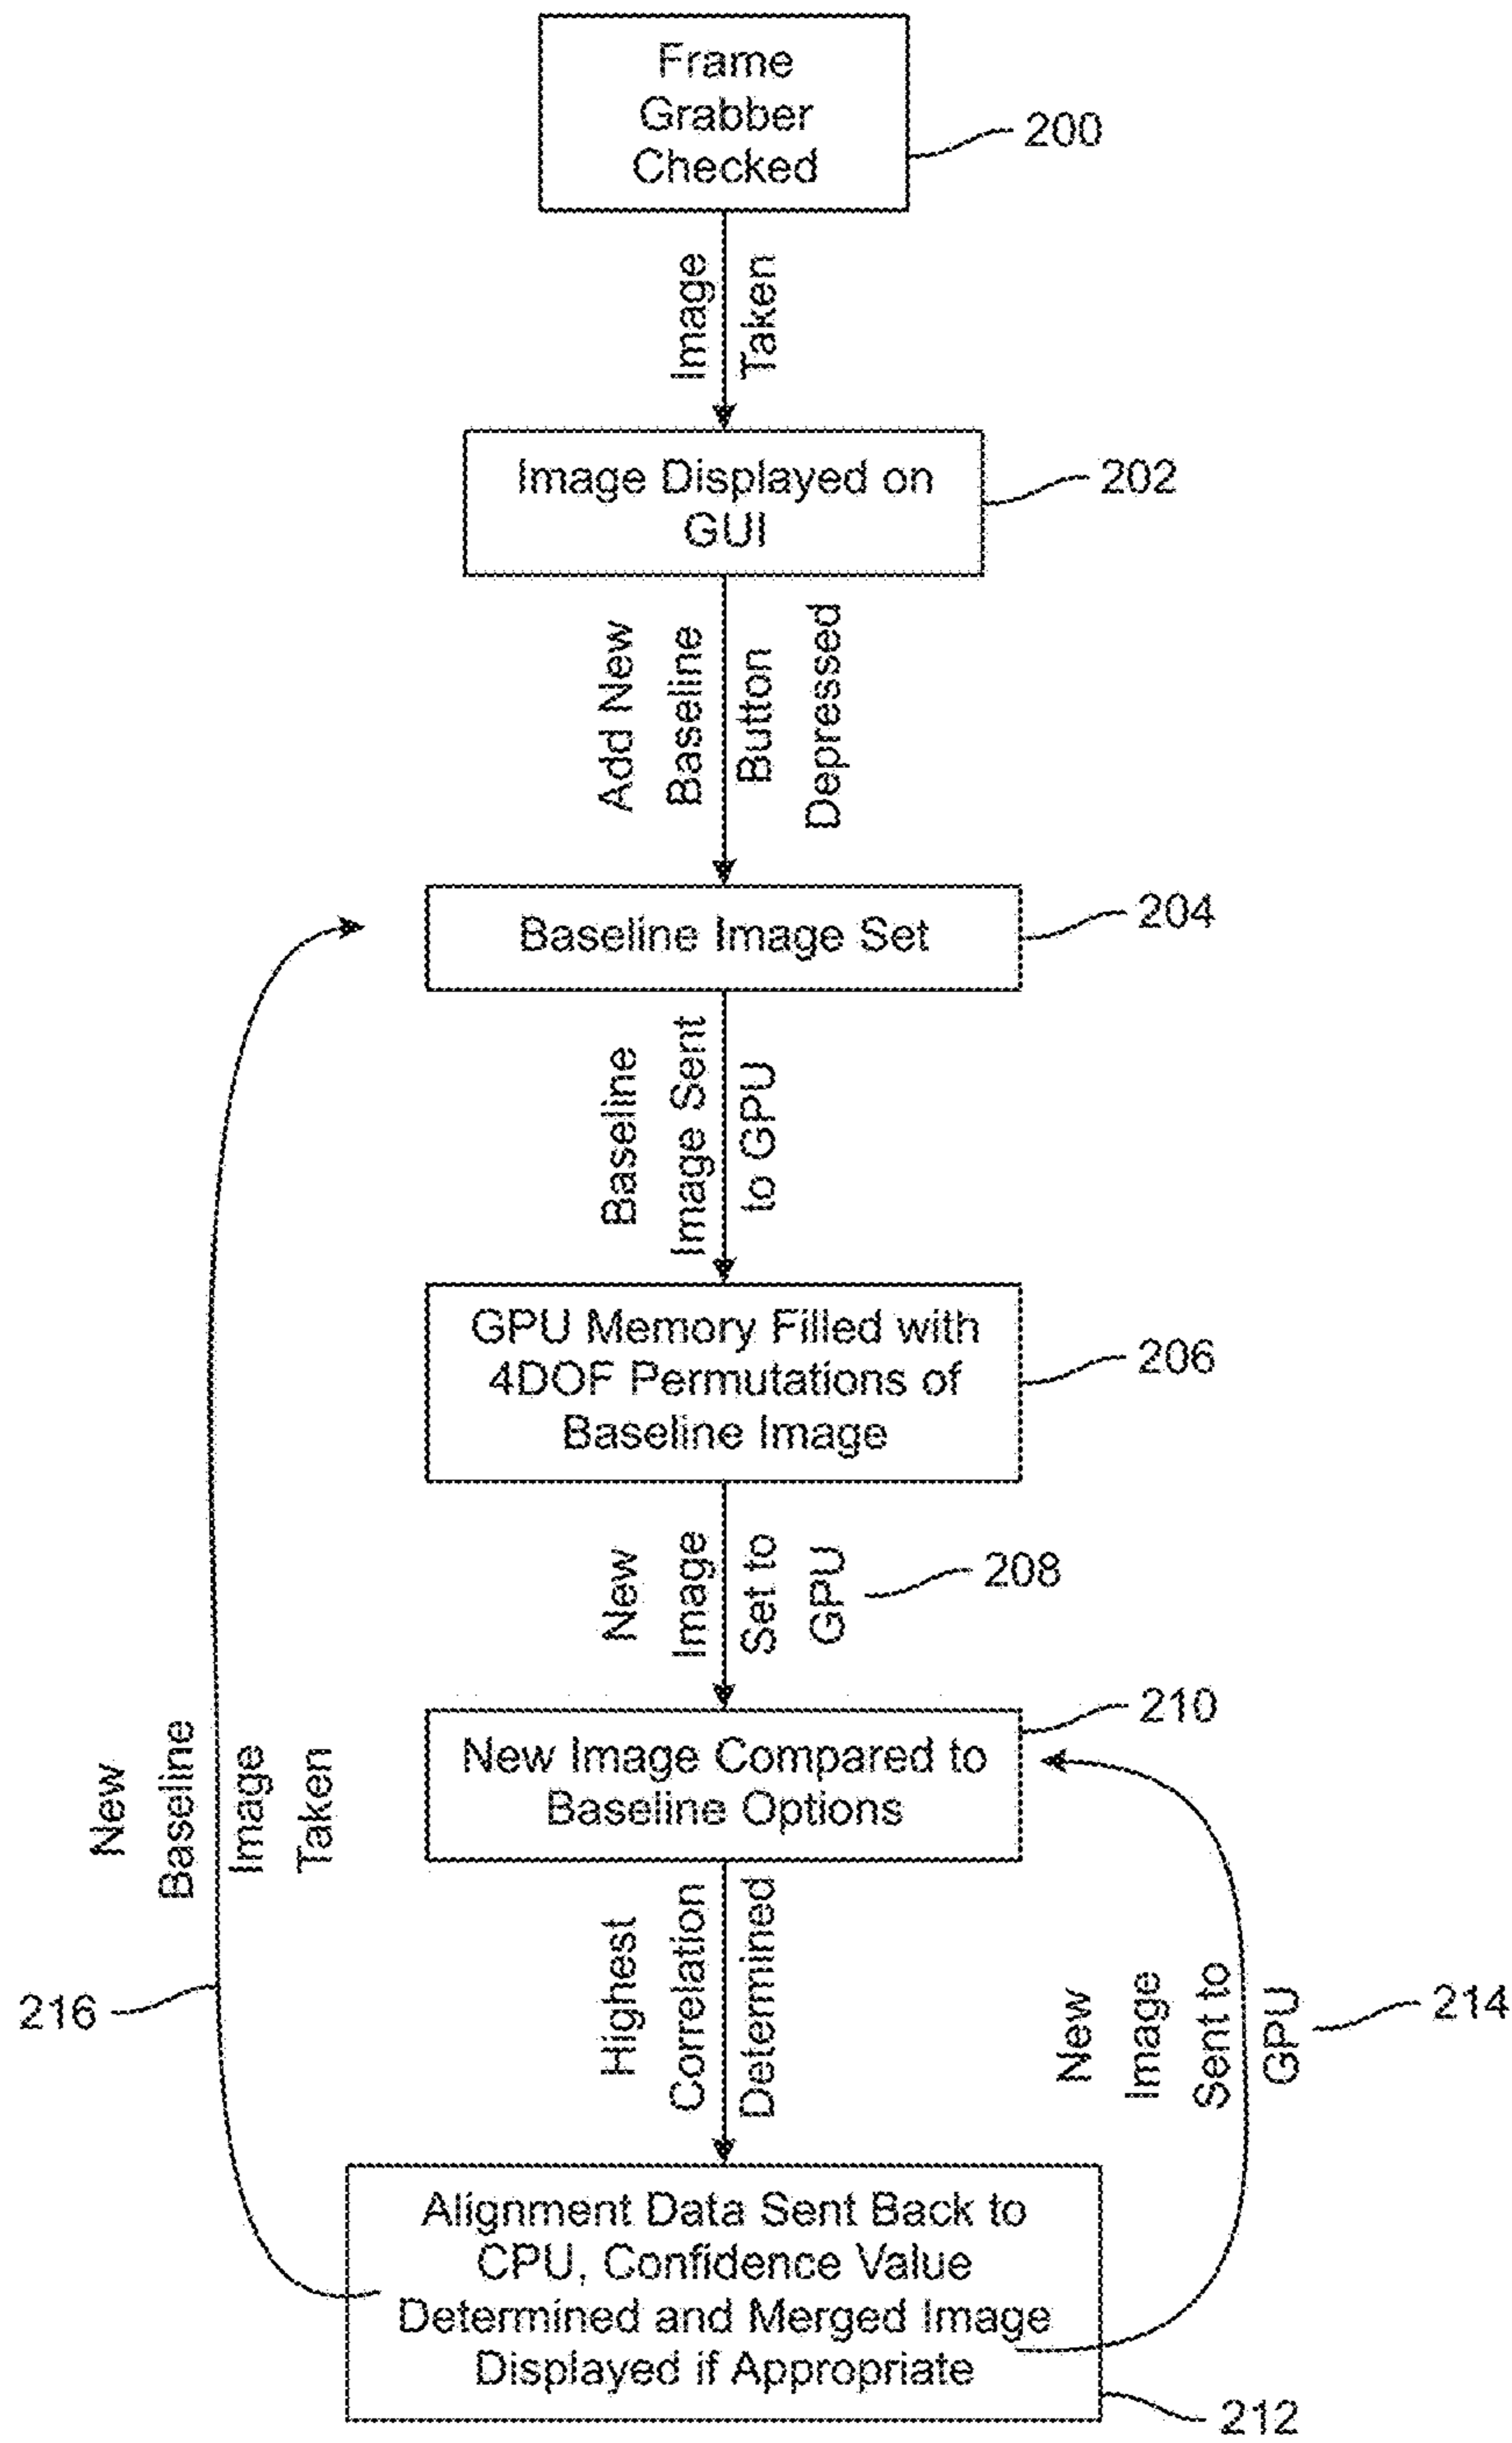 Frame
Grabber
Checked
200
Image
Taken
Image Displayed on
GUI
202
Add New
Baseline
Button
Depressed
Baseline Image Set
204
Baseline
Image Sent
to GPU
GPU Memory Filled with
4DOF Permutations of
Baseline Image
206
New
Image
Set to
GPU
208
New Image Compared to
Baseline Options
210
New
Baseline
Image
Taken
216
Highest
Correlation
Determined
New
Image
Sent to
GPU
214
Alignment Data Sent Back to
CPU, Confidence Value
Determined and Merged Image
Displayed if Appropriate
212